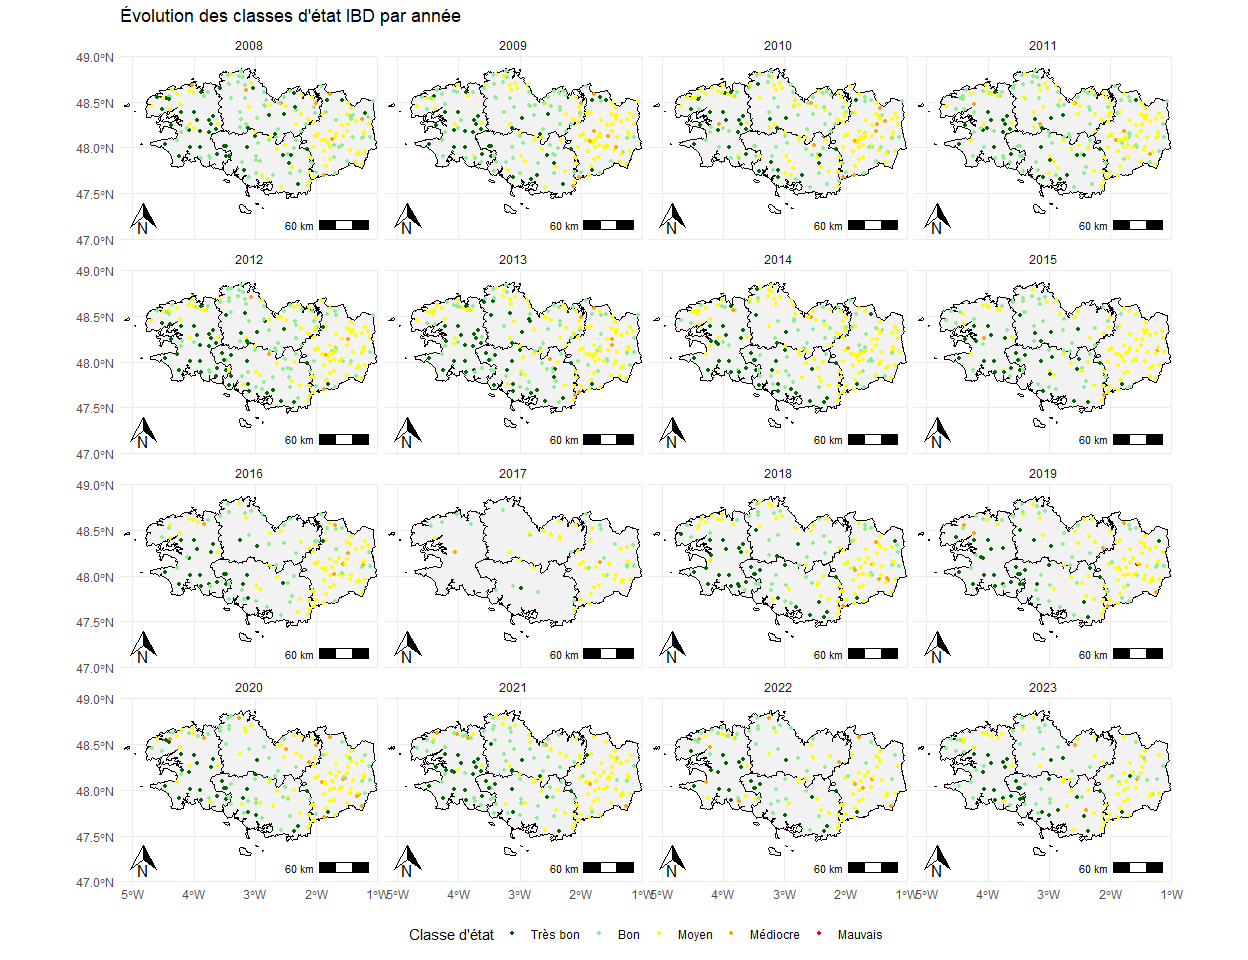 Évolution des classes d'état IBD par année
2008 2009 2010 2011
49.0°N
48.5°N
48.0°N
47.5°N
47.0°N
N 60 km N 60 km N 60 km N 60 km
2012 2013 2014 2015
49.0°N
48.5°N
48.0°N
47.5°N
47.0°N
N 60 km N 60 km N 60 km N 60 km
2016 2017 2018 2019
49.0°N
48.5°N
48.0°N
47.5°N
47.0°N
N 60 km N 60 km N 60 km N 60 km
2020 2021 2022 2023
49.0°N
48.5°N
48.0°N
47.5°N
47.0°N
N 60 km N 60 km N 60 km N 60 km
5°W 4°W 3°W 2°W 1°W 5°W 4°W 3°W 2°W 1°W 5°W 4°W 3°W 2°W 1°W 5°W 4°W 3°W 2°W 1°W
Classe d'état Très bon Bon Moyen Médiocre Mauvais